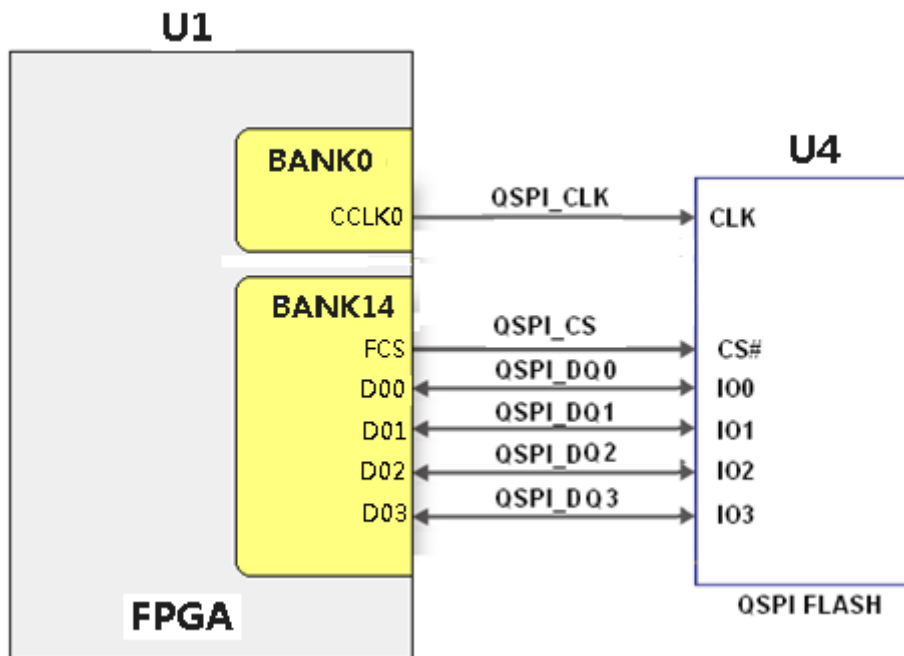 U1
U4
BANK0
CCLK0
QSPI_CLK
CLK
BANK14
FCS
QSPI_CS
CS#
D00
QSPI_DQ0
IO0
D01
QSPI_DQ1
IO1
D02
QSPI_DQ2
IO2
D03
QSPI_DQ3
IO3
FPGA
QSPI FLASH